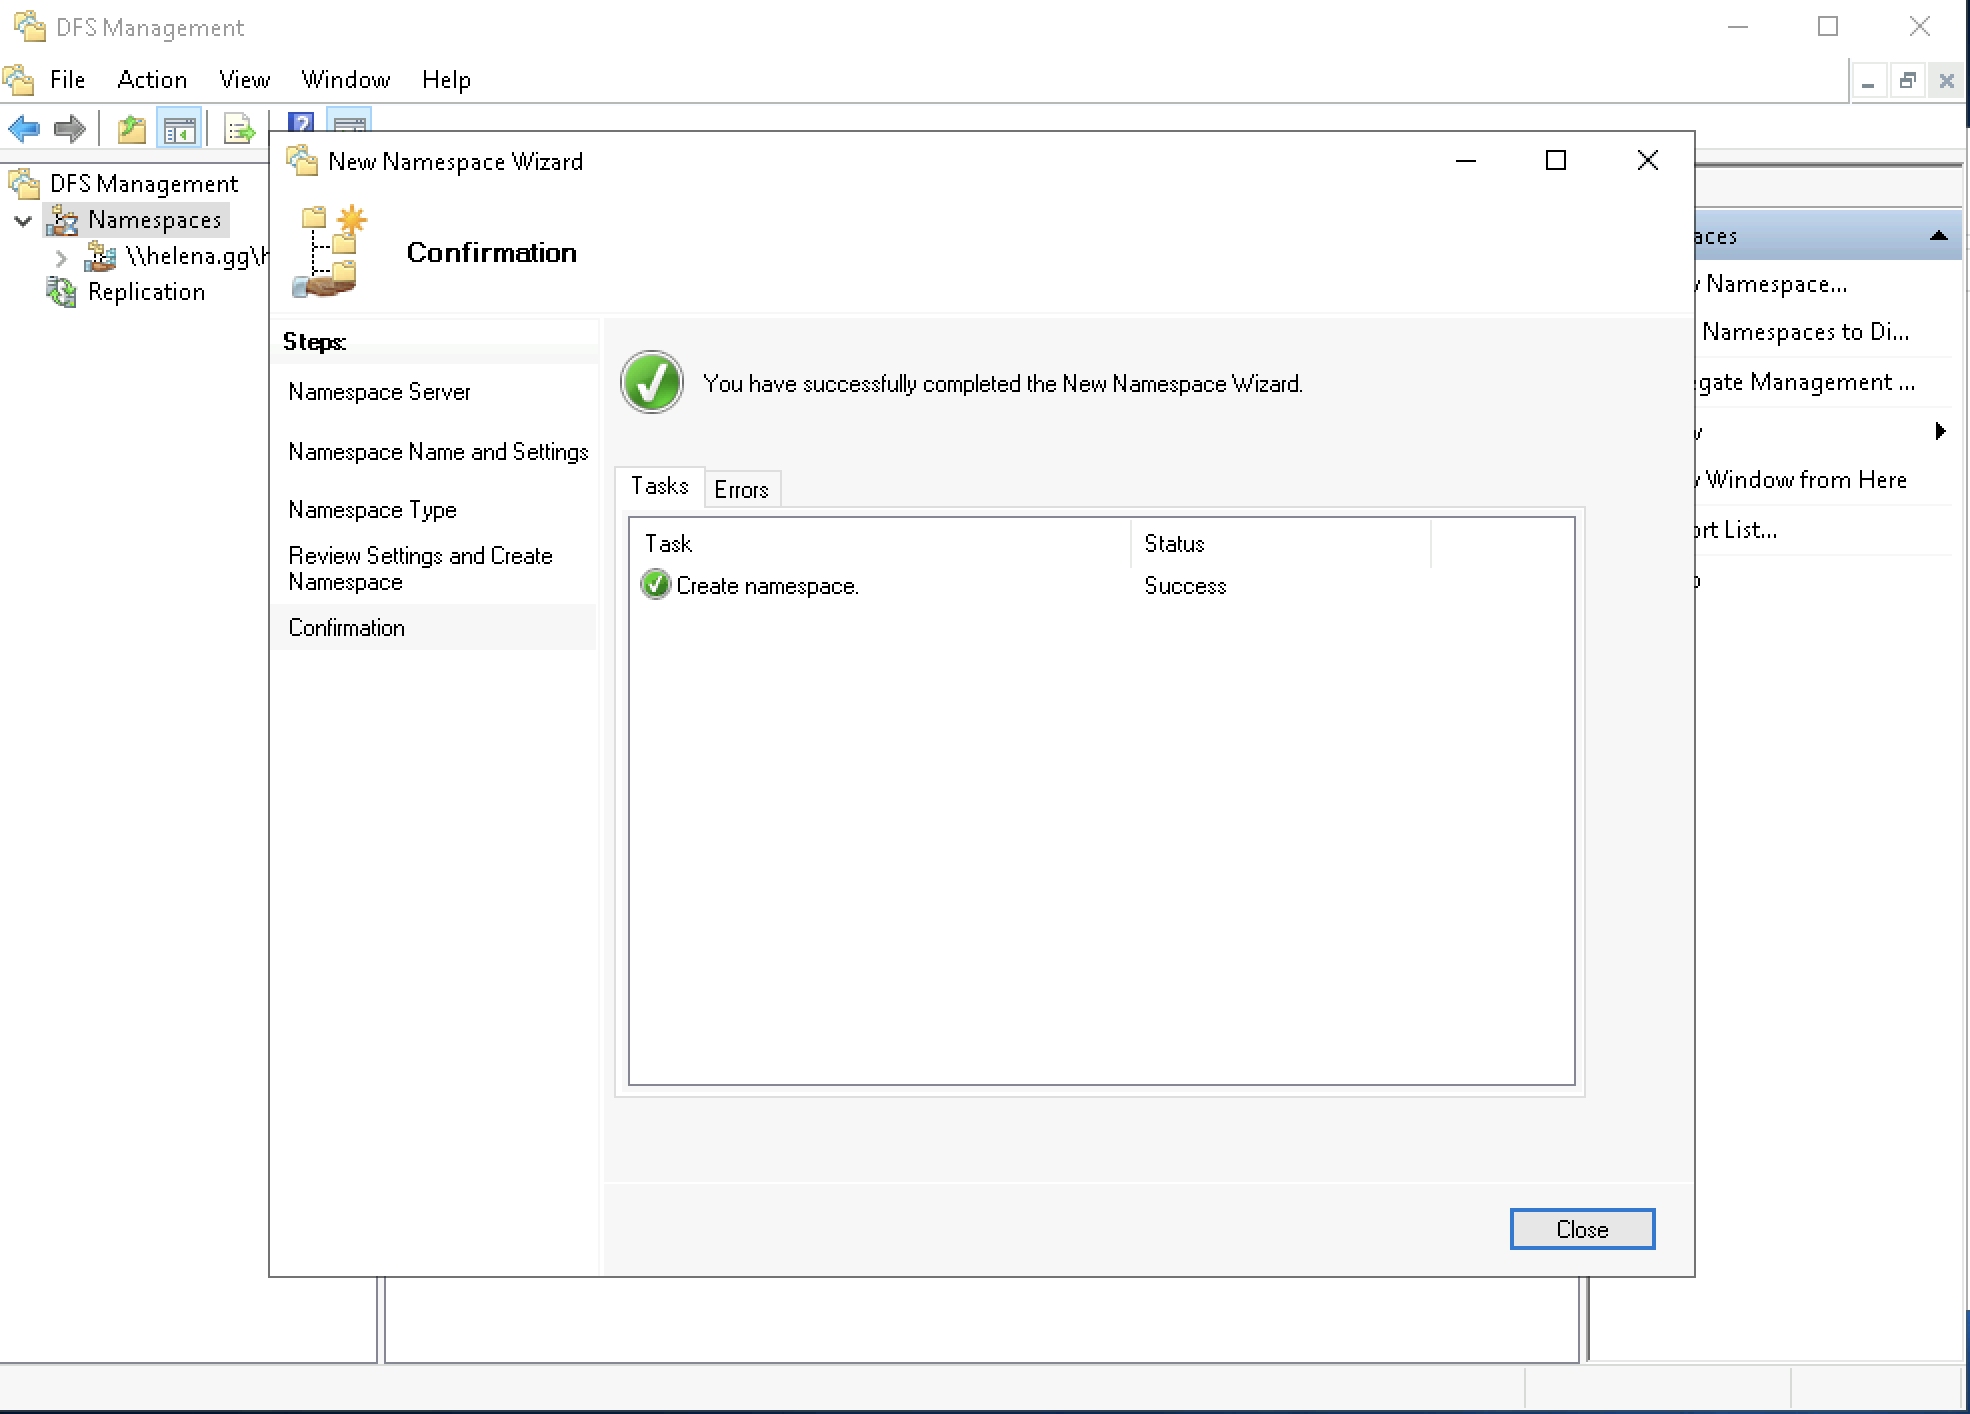 DFS Management
File Action View Window Help
DFS Management
Namespaces
\\helena.gg\
Replication
New Namespace Wizard
Confirmation
Steps:
Namespace Server
Namespace Name and Settings
Namespace Type
Review Settings and Create
Namespace
Confirmation
You have successfully completed the New Namespace Wizard.
Tasks Errors
Task Status
Create namespace. Success
Close
Namespace...
Namespaces to Di...
Management ...
Window from Here
List...